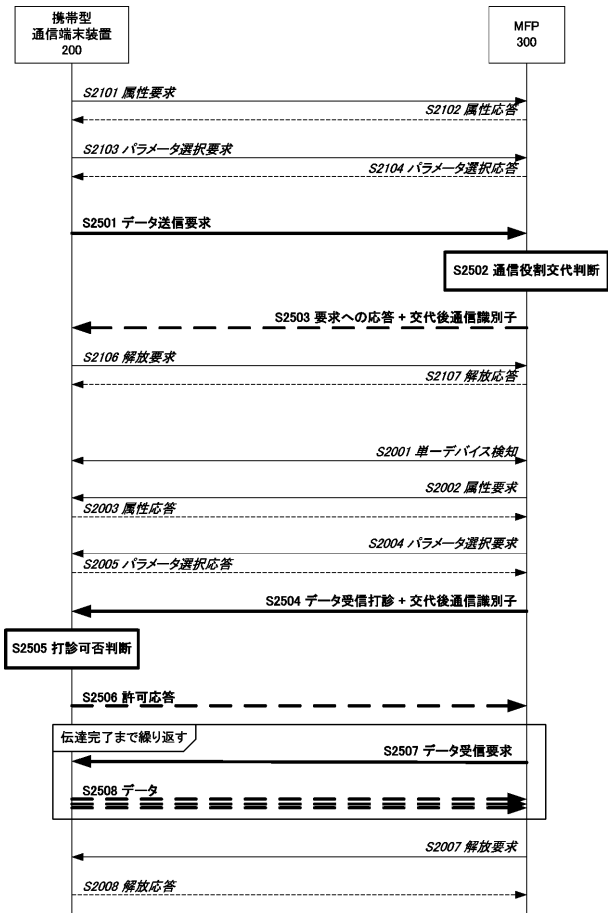 携帯型
通信端末装置
200
MFP
300
S2101 属性要求
S2102 属性応答
S2103 パラメータ選択要求
S2104 パラメータ選択応答
S2501 データ送信要求
S2502 通信役割交代判断
S2503 要求への応答 + 交代後通信識別子
S2106 解放要求
S2107 解放応答
S2001 単一デバイス検知
S2002 属性要求
S2003 属性応答
S2004 パラメータ選択要求
S2005 パラメータ選択応答
S2504 データ受信打診 + 交代後通信識別子
S2505 打診可否判断
S2506 許可応答
伝達完了まで繰り返す
S2507 データ受信要求
S2508 データ
S2007 解放要求
S2008 解放応答